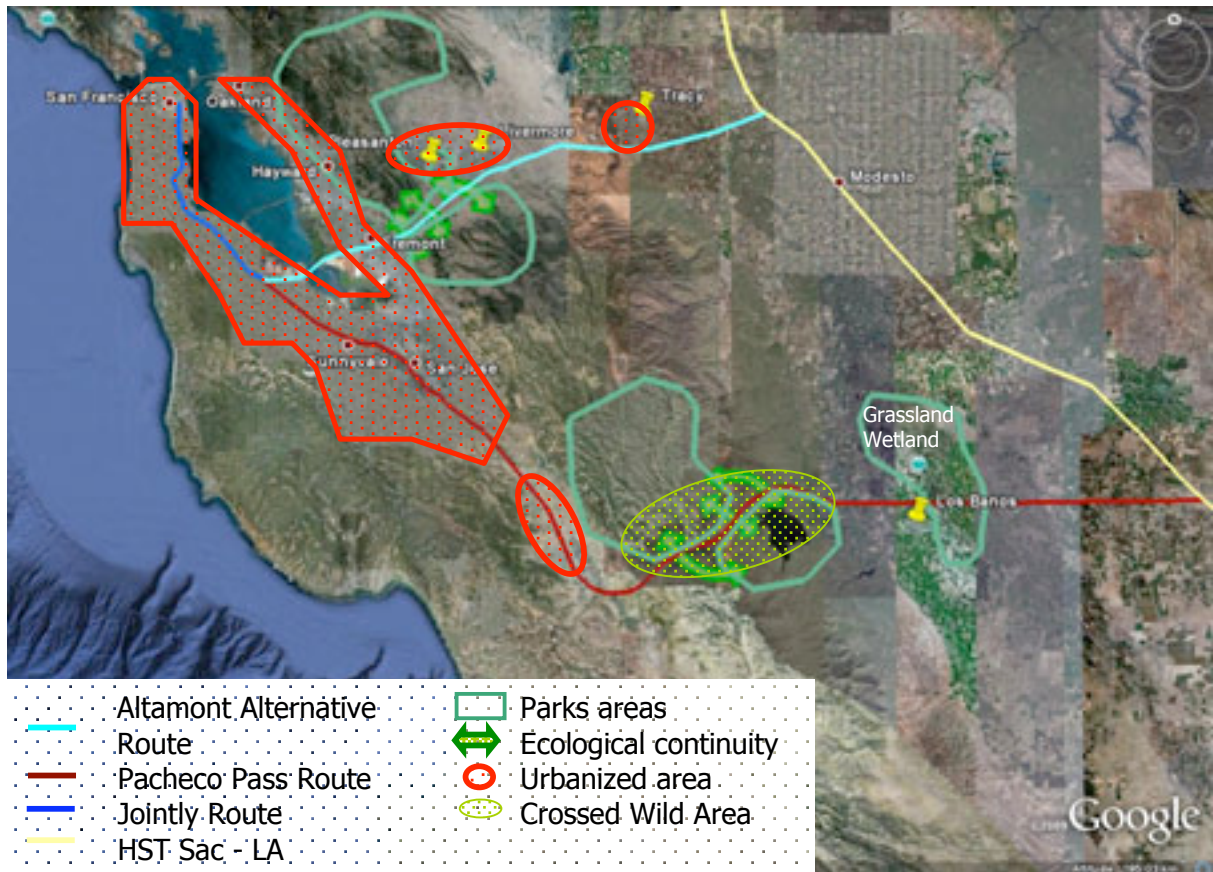 San Francisco
Oakland
Tracy
Livermore
Pleasanton
Hayward
Modesto
Fremont
Sunnyvale
San Jose
Grassland
Wetland
Los Banos
Altamont Alternative
Route
Pacheco Pass Route
Jointly Route
HST Sac - LA
Parks areas
Ecological continuity
Urbanized area
Crossed Wild Area
Google